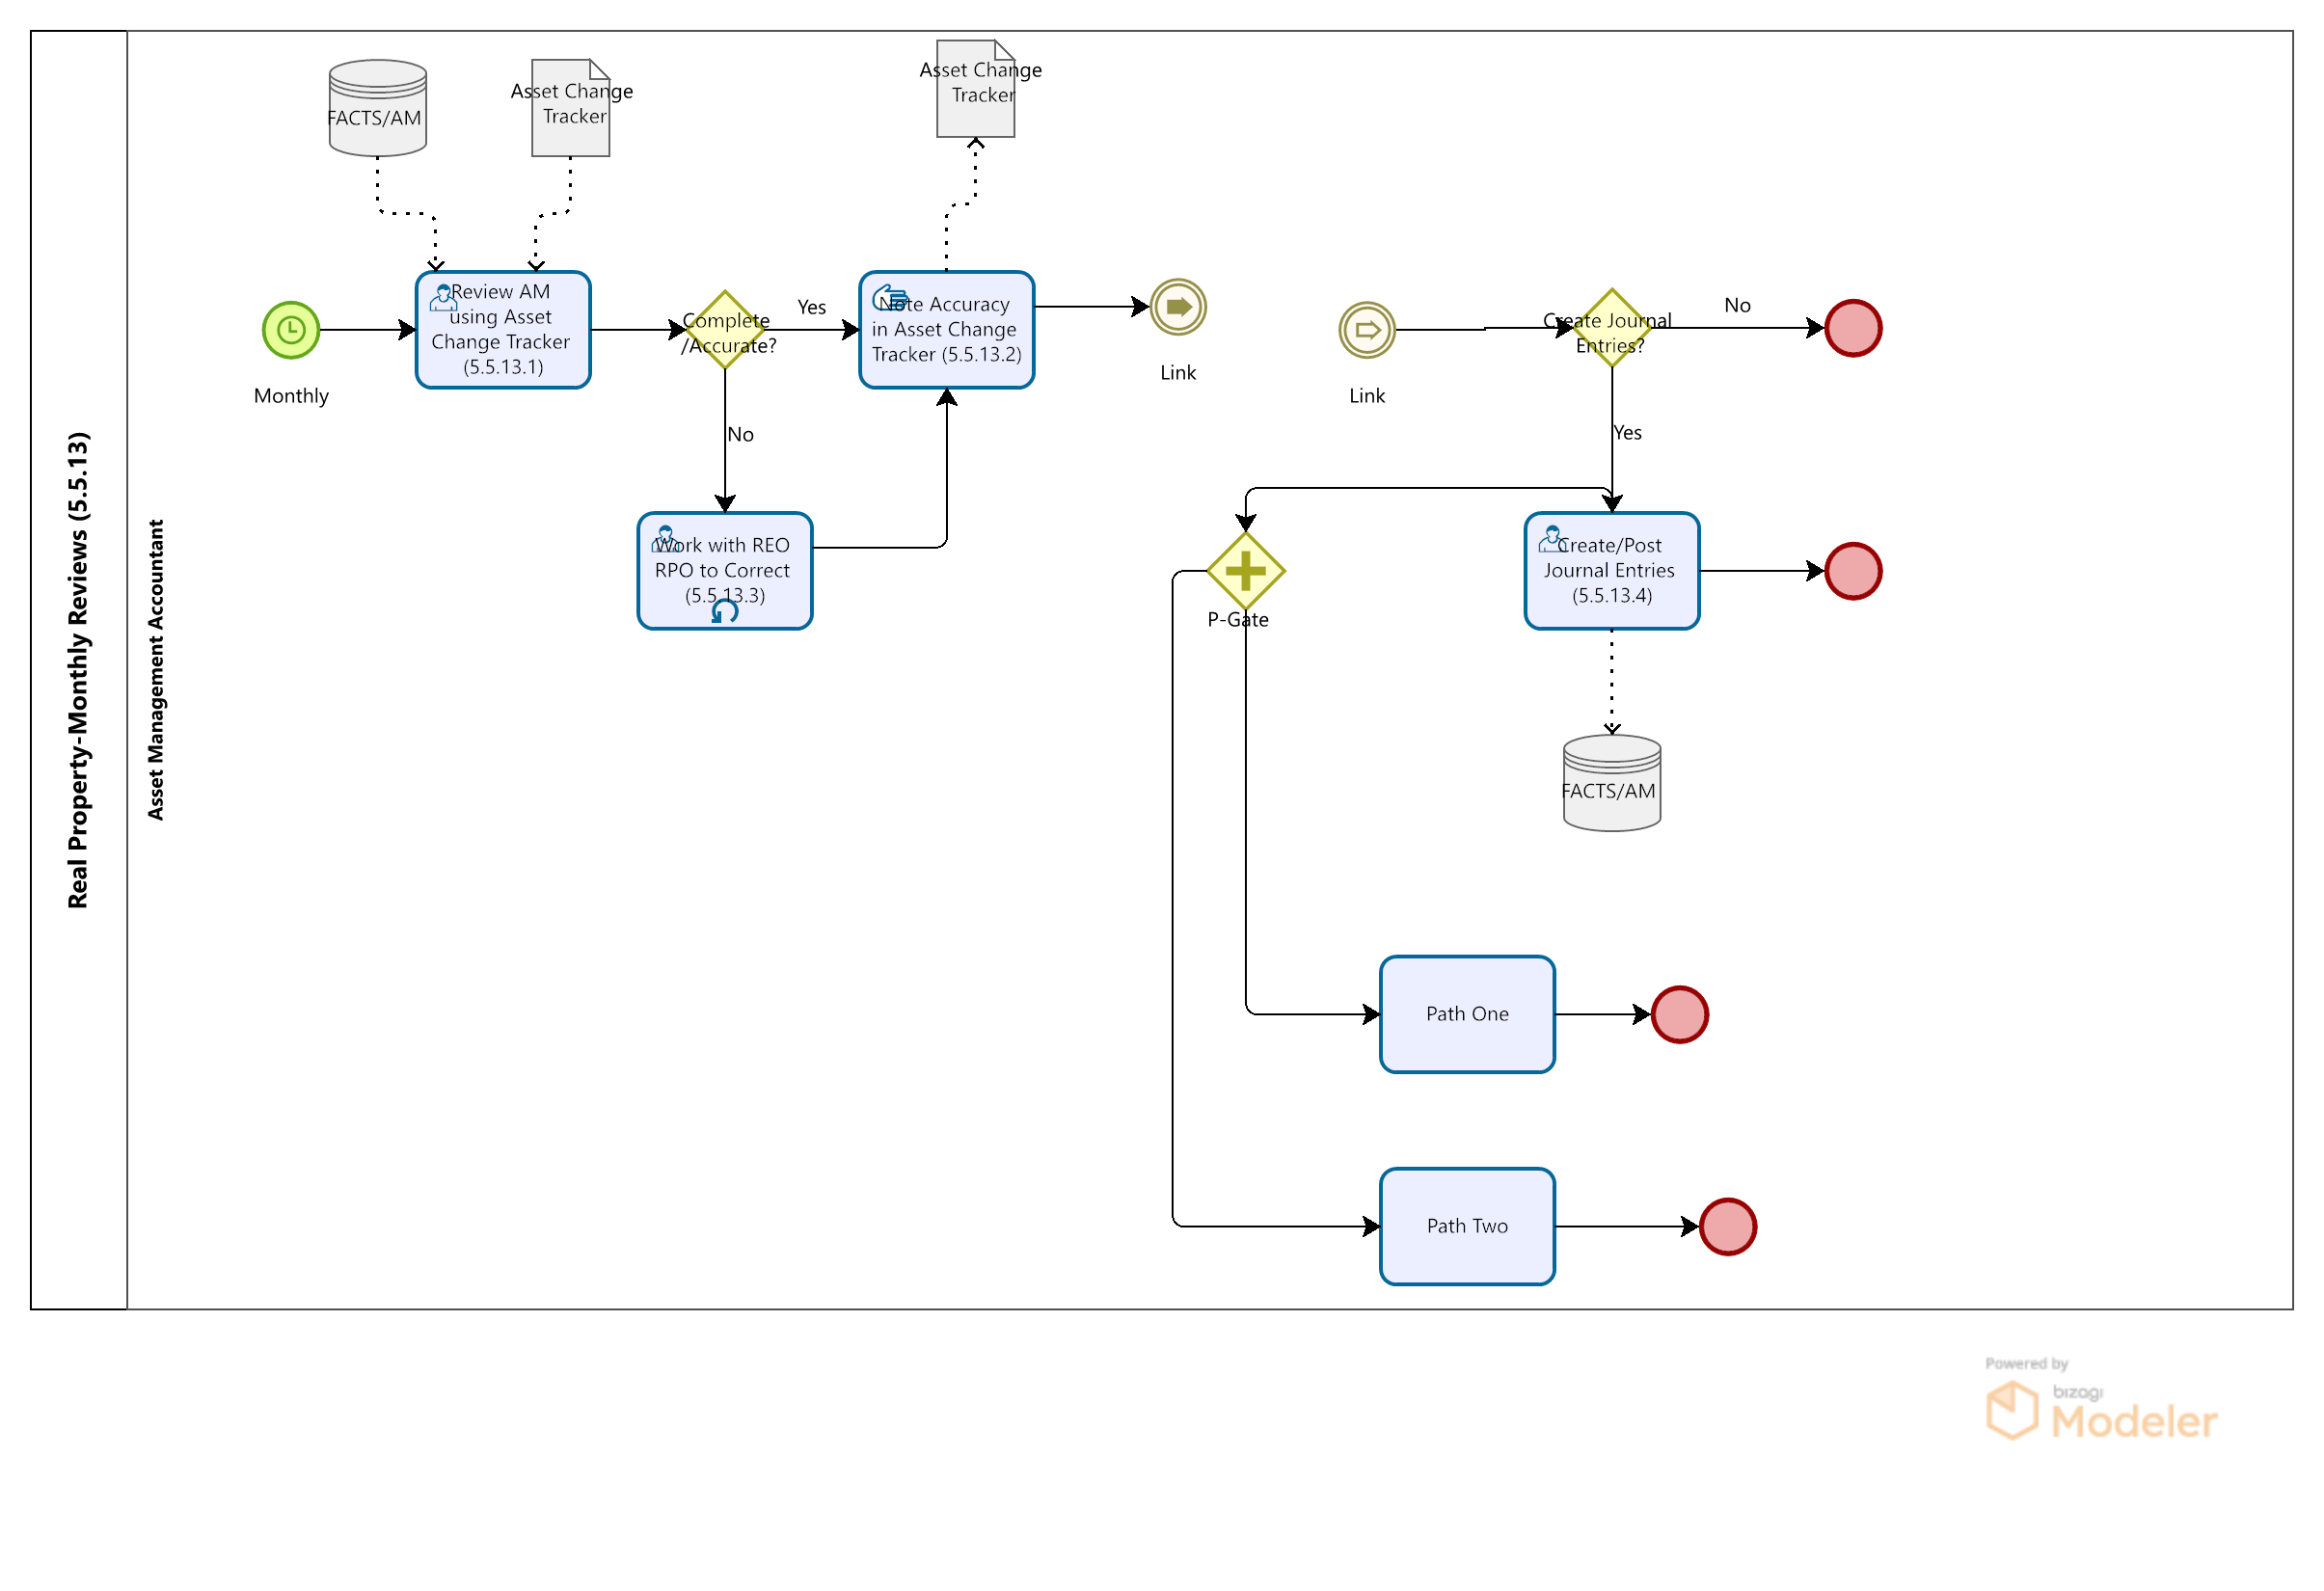 Real Property-Monthly Reviews (5.5.13)
Asset Management Accountant
FACTS/AM
Asset Change
Tracker
Asset Change
Tracker
Monthly
Review AM
using Asset
Change Tracker
(5.5.13.1)
Complete
/Accurate?
Yes
No
Note Accuracy
in Asset Change
Tracker (5.5.13.2)
Link
Link
Create Journal
Entries?
No
Yes
Work with REO
RPO to Correct
(5.5.13.3)
P-Gate
Create/Post
Journal Entries
(5.5.13.4)
FACTS/AM
Path One
Path Two
Powered by
bizagi
Modeler